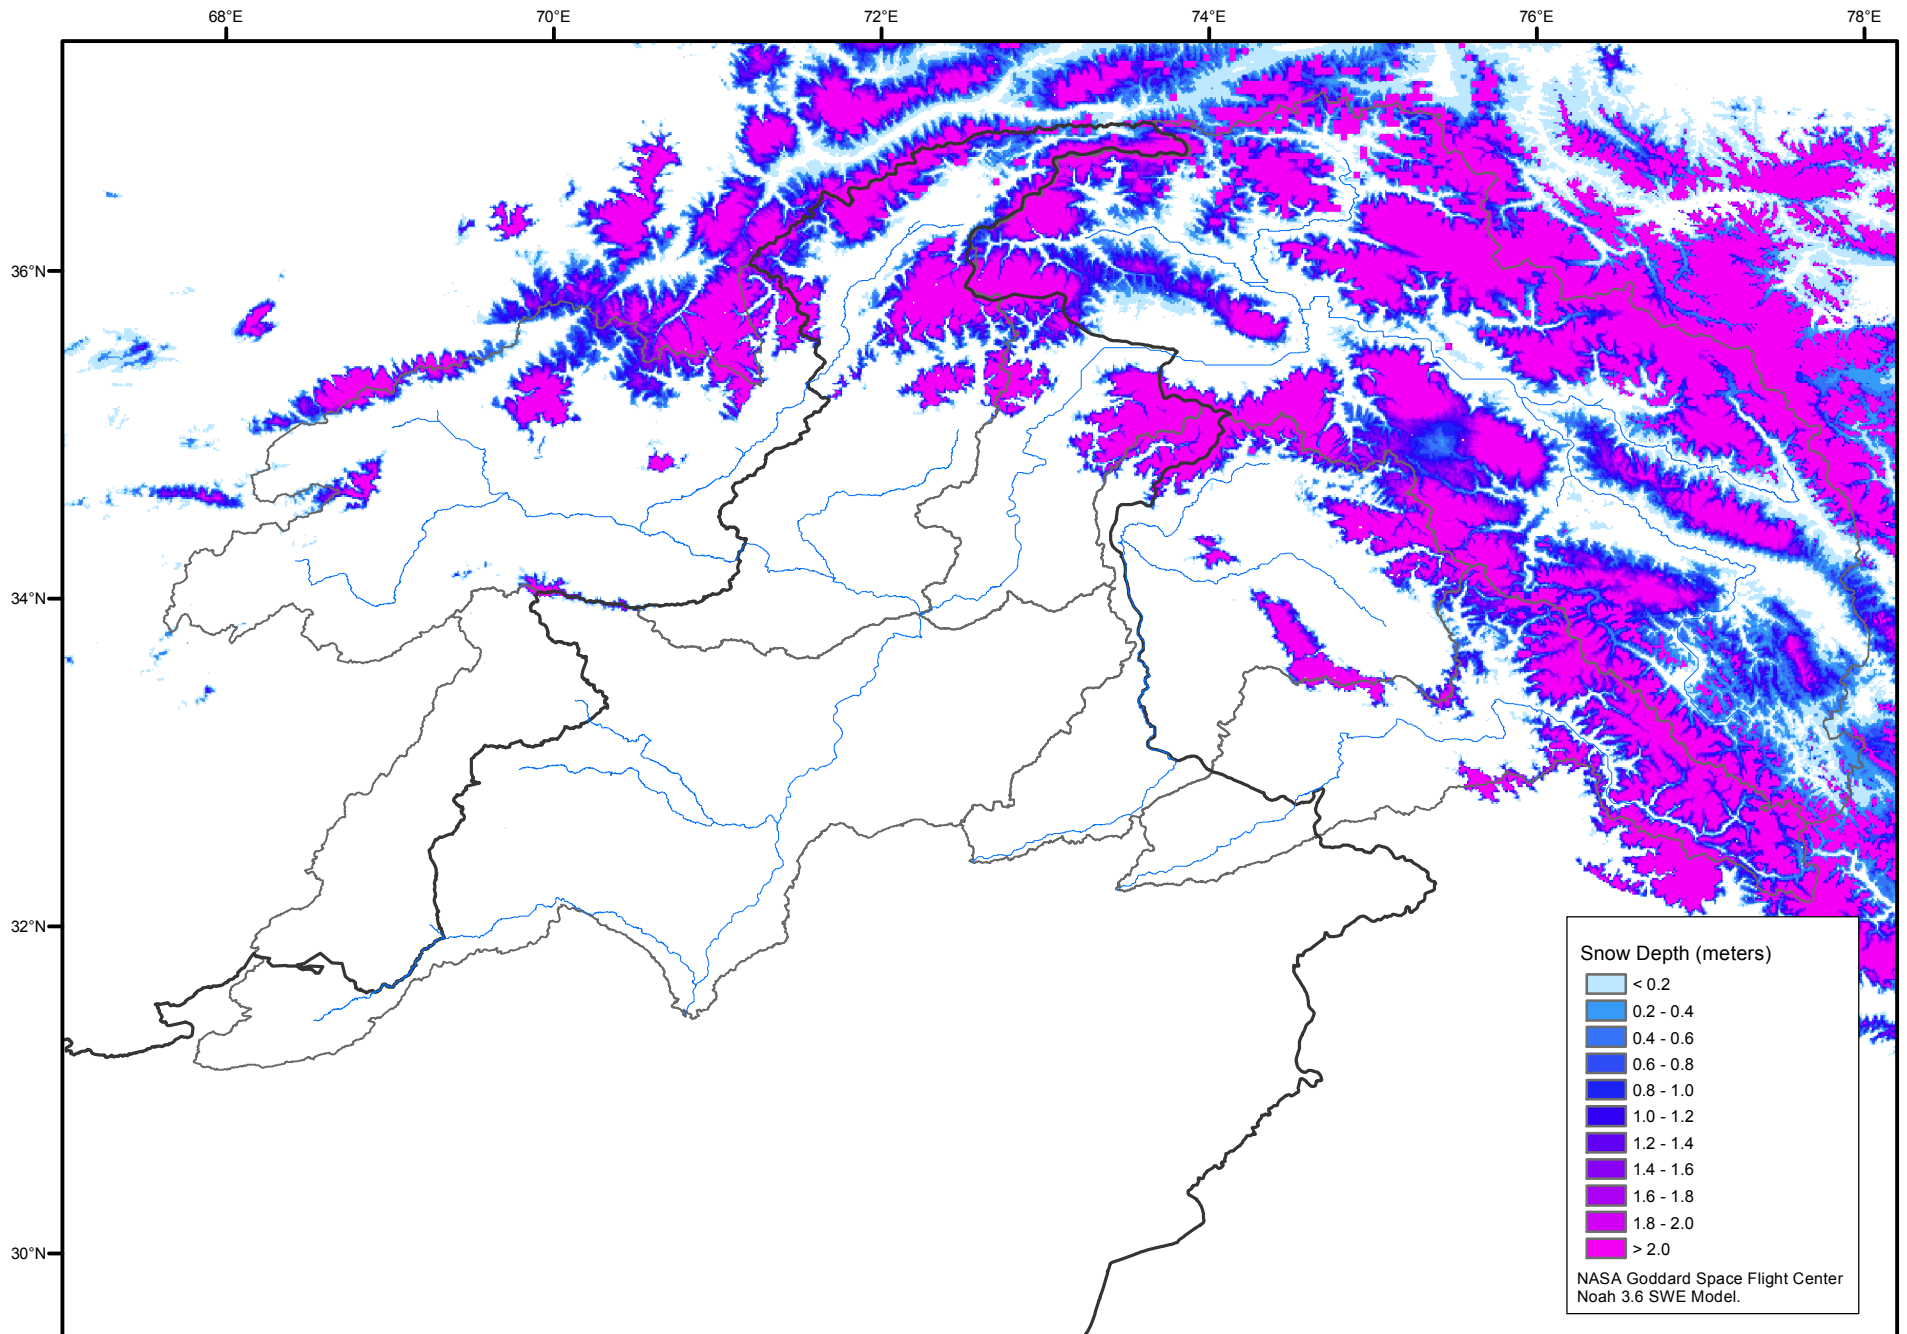 68°E 70°E 72°E 74°E 76°E 78°E
36°N
34°N
32°N
30°N
Snow Depth (meters)
< 0.2
0.2 - 0.4
0.4 - 0.6
0.6 - 0.8
0.8 - 1.0
1.0 - 1.2
1.2 - 1.4
1.4 - 1.6
1.6 - 1.8
1.8 - 2.0
> 2.0
NASA Goddard Space Flight Center
Noah 3.6 SWE Model.